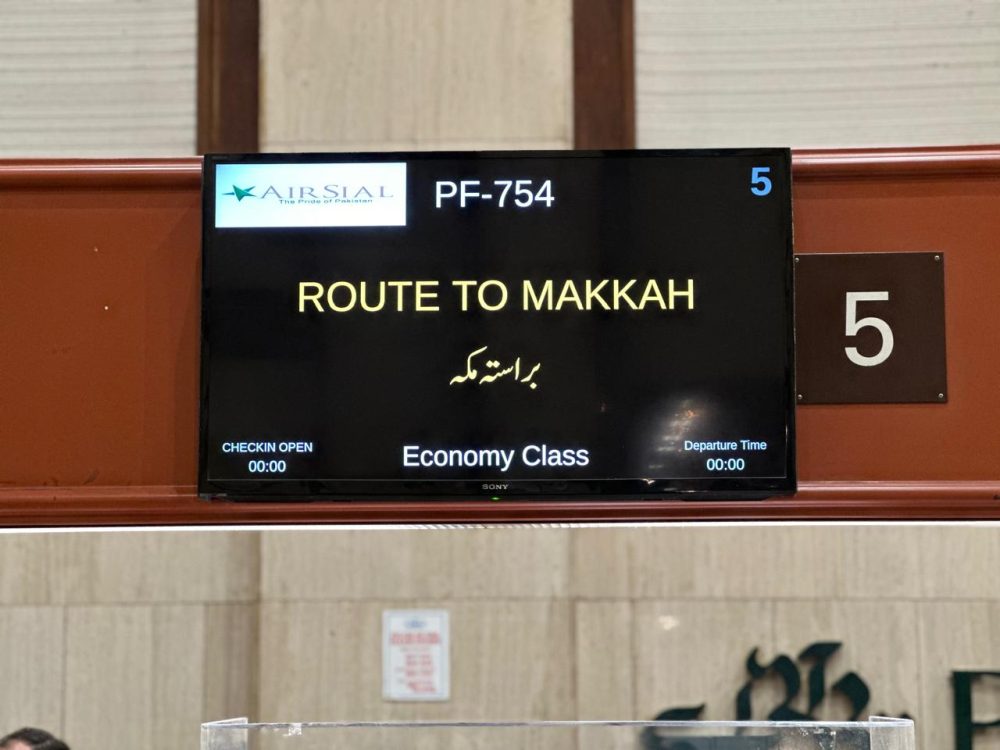 AIRSIAL
The Pride of Pakistan
PF-754
5
ROUTE TO MAKKAH
براستہ مکہ
CHECKIN OPEN
00:00
Economy Class
Departure Time
00:00
SONY
5